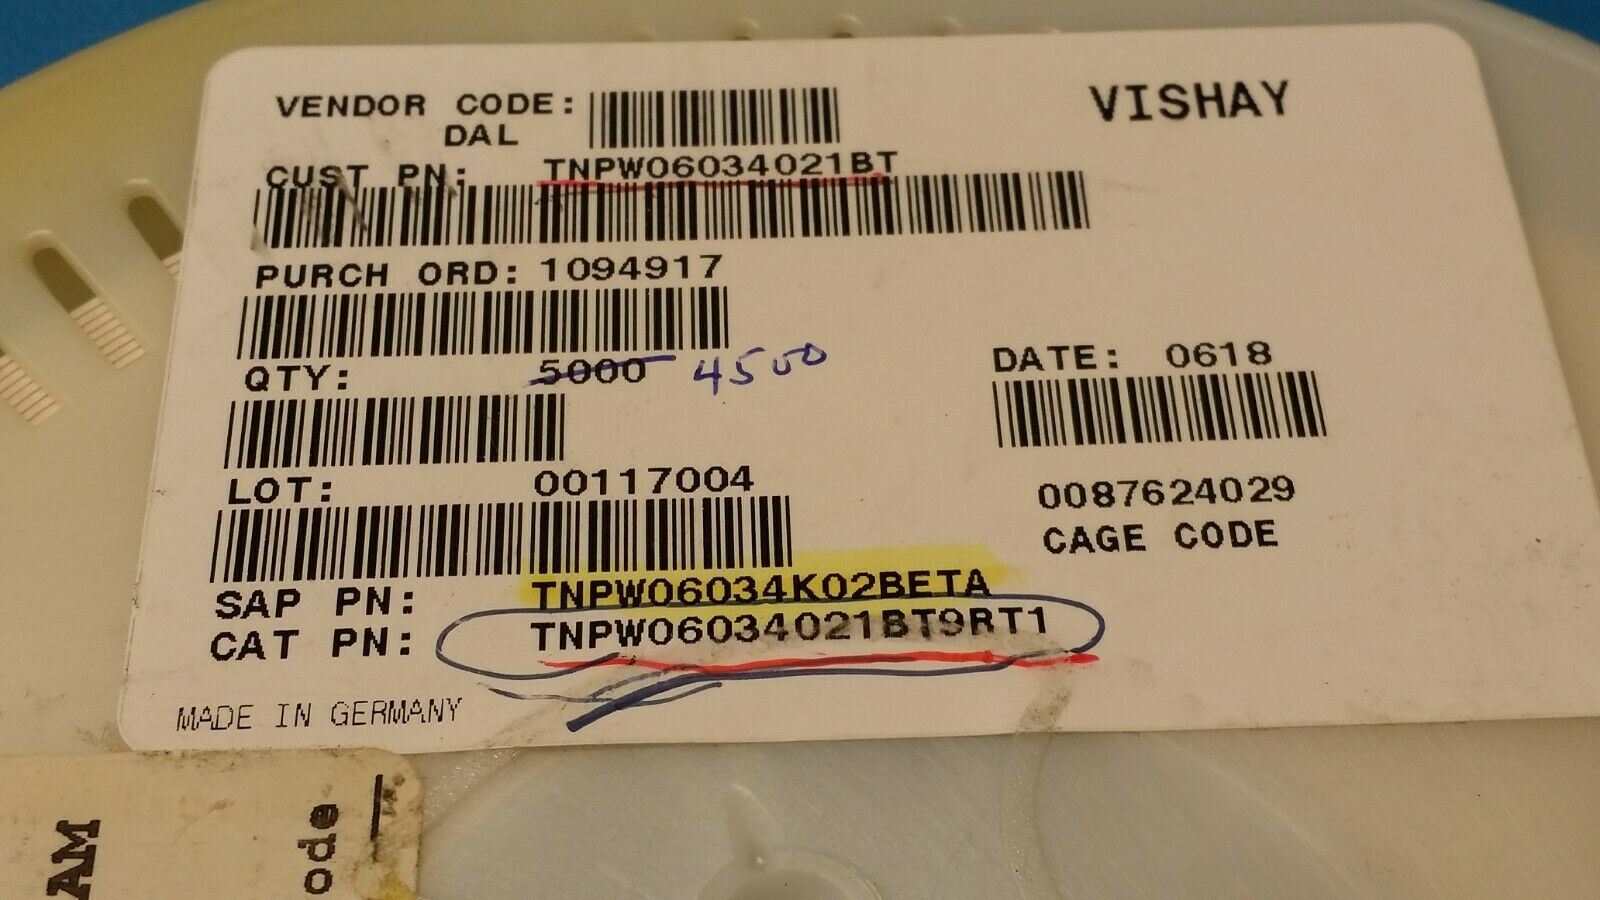 VENDOR CODE:
DAL
VISHAY
CUST PN: TNPW06034021BT
PURCH ORD: 1094917
QTY: 5000 4500
DATE: 0618
LOT: 00117004
0087624029
CAGE CODE
SAP PN: TNPW06034K02BETA
CAT PN: TNPW06034021BT9RT1
MADE IN GERMANY
AM
ode